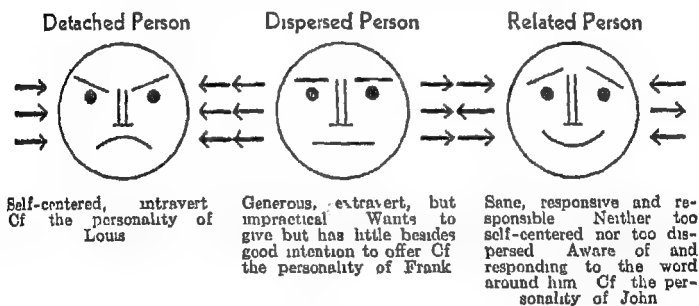 Detached Person
Self-centered, intravert
Cf the personality of
Louis
Dispersed Person
Generous, extravert, but
impractical Wants to
give but has little besides
good intention to offer Cf
the personality of Frank
Related Person
Sane, responsive and re-
sponsible Neither too
self-centered nor too dis-
persed Aware of and
responding to the word
around him Cf the per-
sonality of John